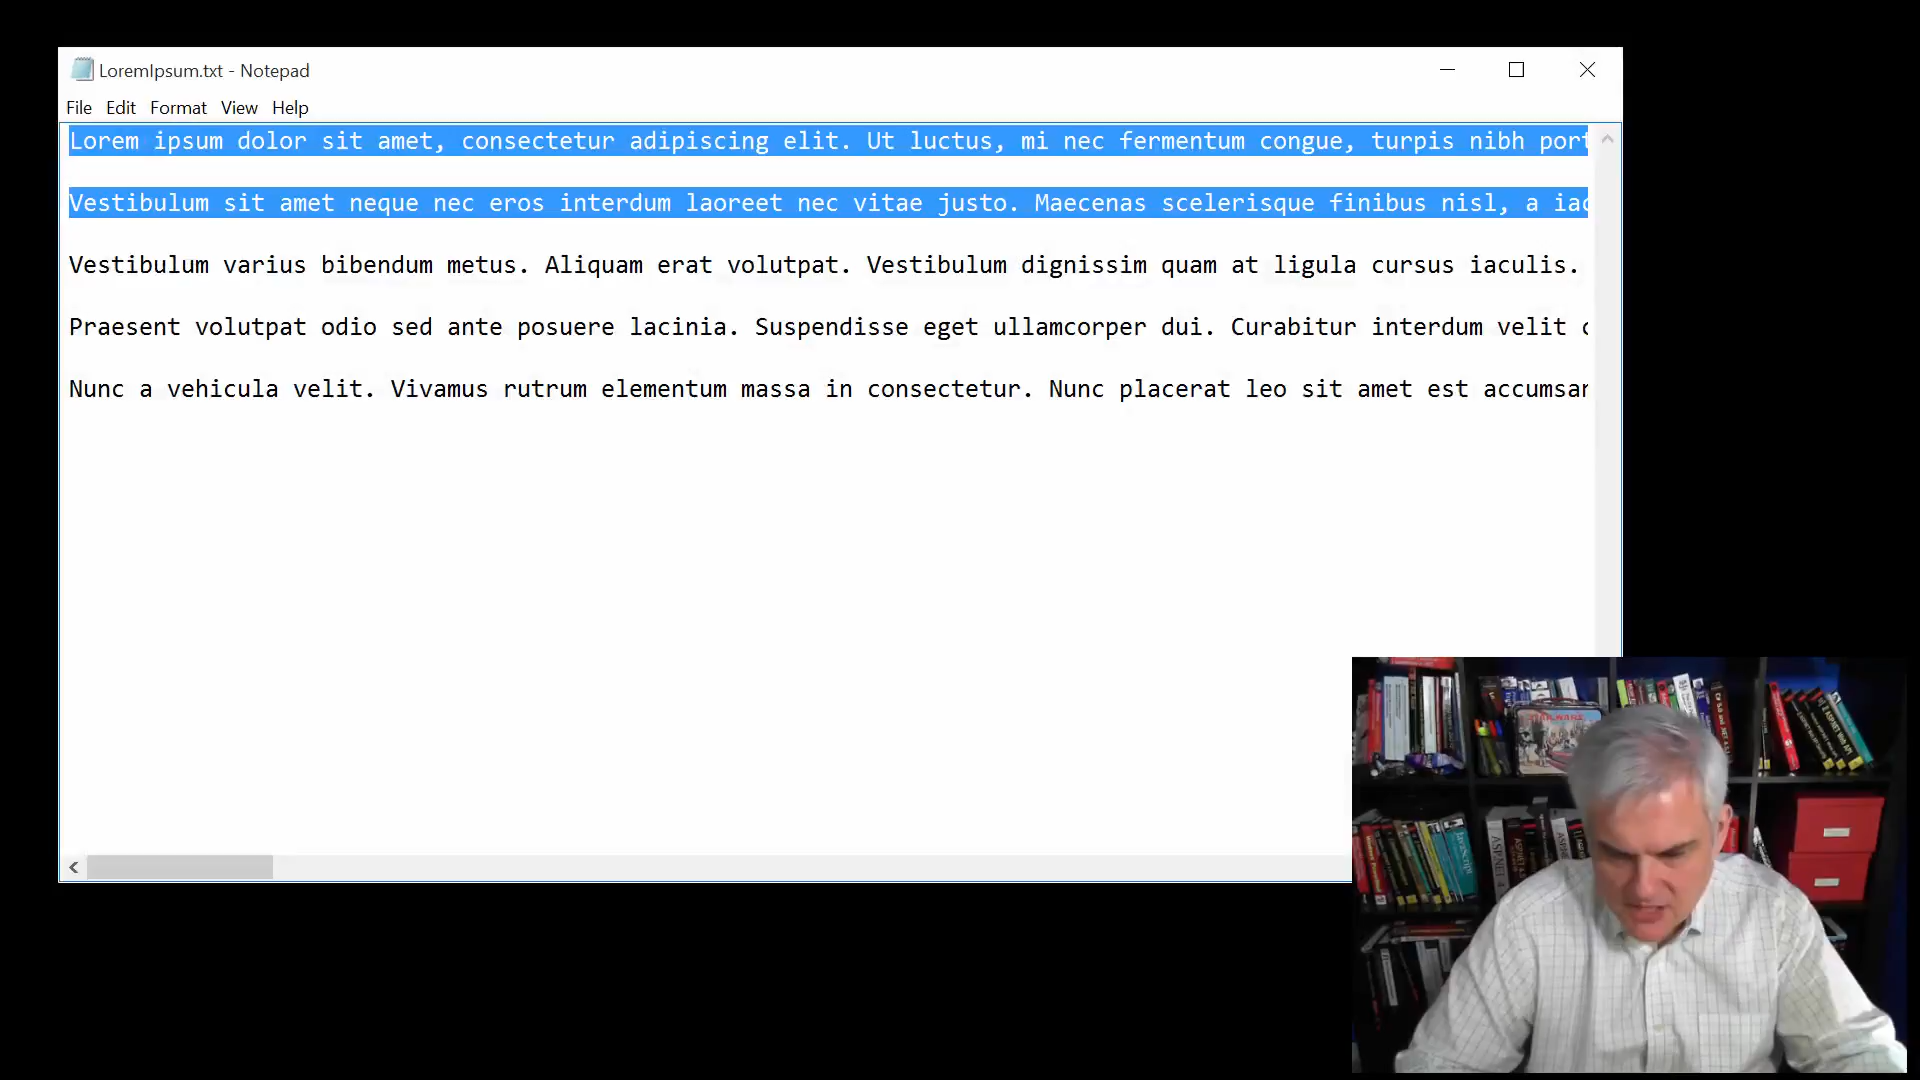 LoremIpsum.txt - Notepad
File Edit Format View Help
Lorem ipsum dolor sit amet, consectetur adipiscing elit. Ut luctus, mi nec fermentum congue, turpis nibh port
Vestibulum sit amet neque nec eros interdum laoreet nec vitae justo. Maecenas scelerisque finibus nisl, a iac
Vestibulum varius bibendum metus. Aliquam erat volutpat. Vestibulum dignissim quam at ligula cursus iaculis.
Praesent volutpat odio sed ante posuere lacinia. Suspendisse eget ullamcorper dui. Curabitur interdum velit
Nunc a vehicula velit. Vivamus rutrum elementum massa in consectetur. Nunc placerat leo sit amet est accumsan
STAR WARS